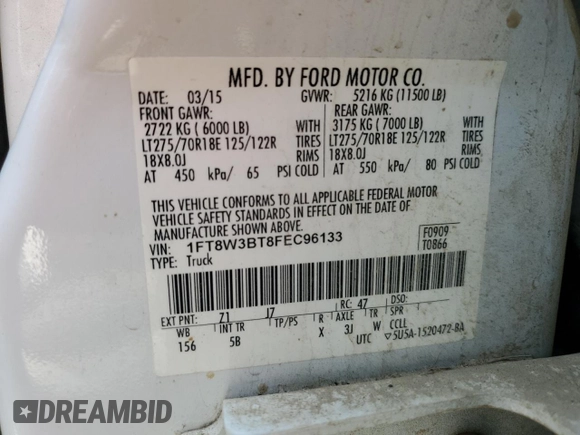 MFD. BY FORD MOTOR CO.
DATE: 03/15 GVWR: 5216 KG (11500 LB)
FRONT GAWR: REAR GAWR:
2722 KG ( 6000 LB) WITH 3175 KG ( 7000 LB) WITH
LT275/70R18E 125/122R TIRES LT275/70R18E 125/122R TIRES
18X8.0J RIMS 18X8.0J RIMS
AT 450 kPa/ 65 PSI COLD AT 550 kPa/ 80 PSI COLD
THIS VEHICLE CONFORMS TO ALL APPLICABLE FEDERAL MOTOR
VEHICLE SAFETY STANDARDS IN EFFECT ON THE DATE OF
MANUFACTURE SHOWN ABOVE.
VIN: 1FT8W3BT8FEC96133 F0909
TYPE: Truck T0866
EXT PNT: Z1 J7 RC: 47 DSO:
WB INT TR TP/PS R AXLE TR SPR
156 5B X 3J W CCLL
UTC ▽5U5A-1520472-BA
DREAMBID